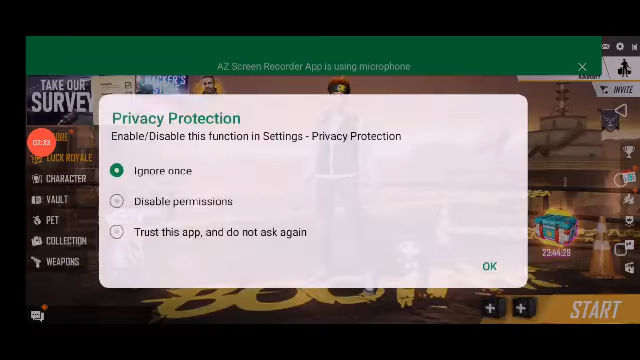 AZ Screen Recorder App is using microphone
TAKE OUR
SURVEY
HACKER'S
Privacy Protection
Enable/Disable this function in Settings - Privacy Protection
INVITE
02:33
LUCK ROYALE
Ignore once
CHARACTER
VAULT
Disable permissions
PET
Trust this app, and do not ask again
COLLECTION
23:44:29
WEAPONS
OK
START